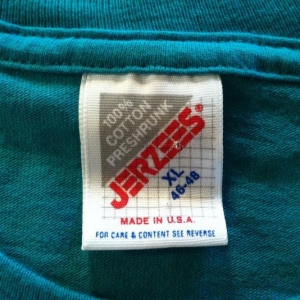 100%
COTTON
PRESHRUNK
JERZEES®
XL
46-48
MADE IN U.S.A.
FOR CARE & CONTENT SEE REVERSE